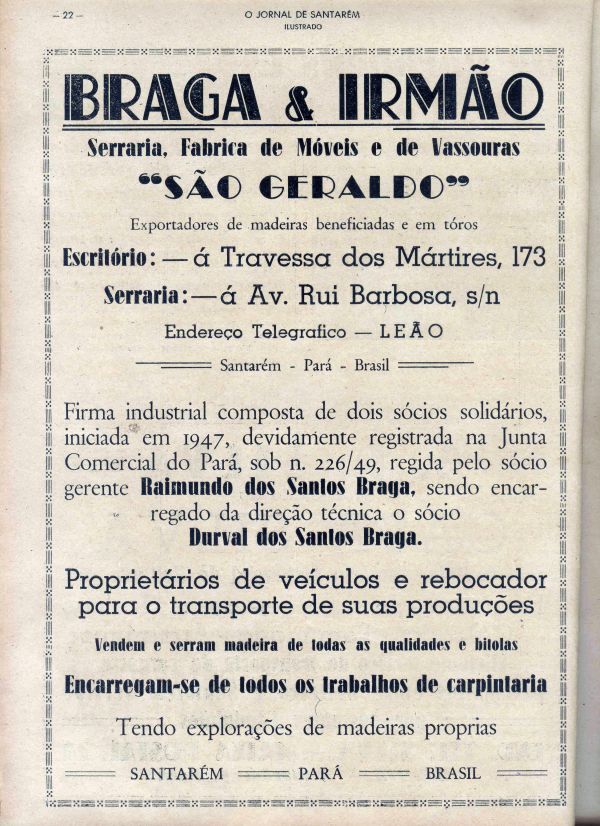 — 22 —
O JORNAL DE SANTARÉM
ILUSTRADO
BRAGA & IRMÃO
Serraria, Fabrica de Móveis e de Vassouras
“SÃO GERALDO”
Exportadores de madeiras beneficiadas e em tóros
Escritório: — á Travessa dos Mártires, 173
Serraria: — á Av. Rui Barbosa, s/n
Endereço Telegrafico — LEÃO
Santarém - Pará - Brasil
Firma industrial composta de dois sócios solidários,
iniciada em 1947, devidamente registrada na Junta
Comercial do Pará, sob n. 226/49, regida pelo sócio
gerente Raimundo dos Santos Braga, sendo encar-
regado da direção técnica o sócio
Durval dos Santos Braga.
Proprietários de veículos e rebocador
para o transporte de suas produções
Vendem e serram madeira de todas as qualidades e bitolas
Encarregam-se de todos os trabalhos de carpintaria
Tendo explorações de madeiras proprias
SANTARÉM — PARÁ — BRASIL